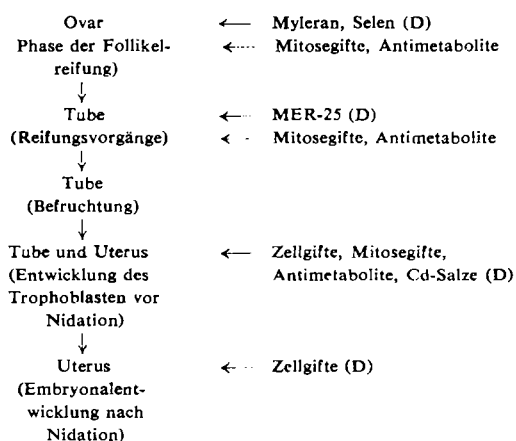 Ovar ← Myleran, Selen (D)
Phase der Follikel- ← Mitosegifte, Antimetabolite
reifung)
↓
Tube ← MER-25 (D)
(Reifungsvorgänge) ← Mitosegifte, Antimetabolite
↓
Tube
(Befruchtung)
↓
Tube und Uterus ← Zellgifte, Mitosegifte,
(Entwicklung des Antimetabolite, Cd-Salze (D)
Trophoblasten vor
Nidation)
↓
Uterus ← Zellgifte (D)
(Embryonalent-
wicklung nach
Nidation)